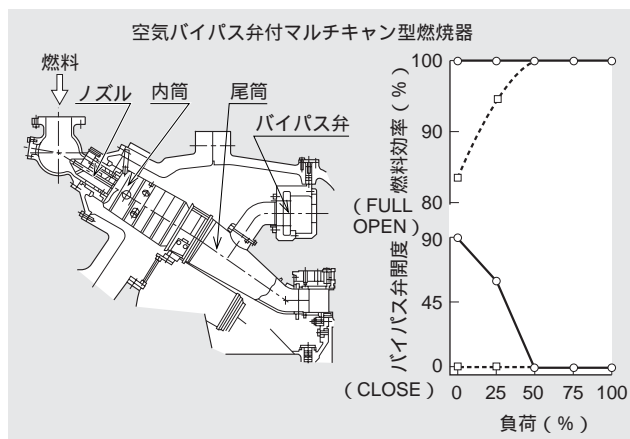 空気バイパス弁付マルチキャン型燃焼器
燃料
ノズル
内筒
尾筒
バイパス弁
燃料効率(%)
100
90
80
(FULL
OPEN)
バイパス弁開度
90
45
0
(CLOSE)
0 25 50 75 100
負荷(%)